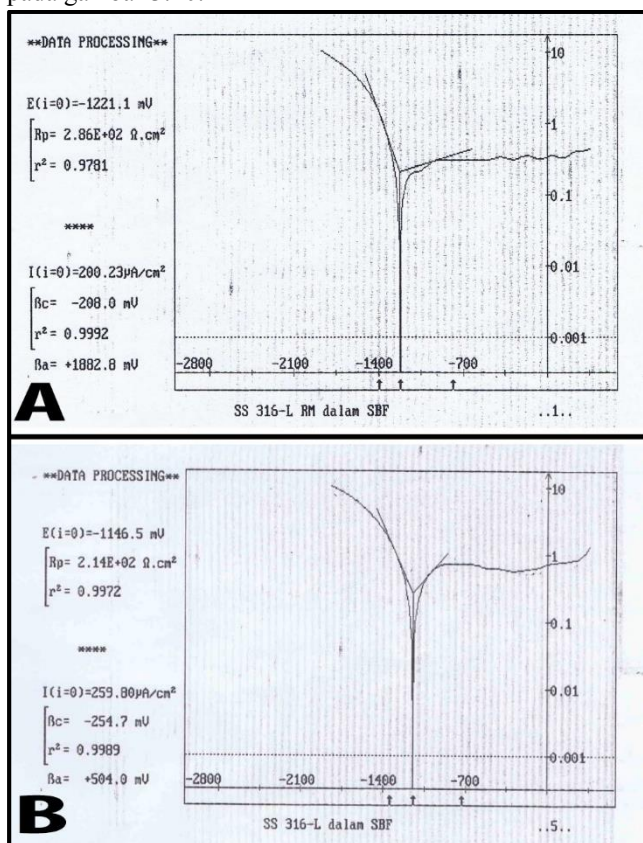 **DATA PROCESSING**
E(i=0)=-1221.1 mV
Rp= 2.86E+02 Ω.cm²
r²= 0.9781
****
I(i=0)=200.23µA/cm²
βc= -208.0 mV
r²= 0.9992
βa= +1882.8 mV
10
1
0.1
0.01
0.001
-2800 -2100 -1400 -700
SS 316-L RM dalam SBF ..1..
A
**DATA PROCESSING**
E(i=0)=-1146.5 mV
Rp= 2.14E+02 Ω.cm²
r²= 0.9972
****
I(i=0)=259.80µA/cm²
βc= -254.7 mV
r²= 0.9989
βa= +504.0 mV
10
1
0.1
0.01
0.001
-2800 -2100 -1400 -700
SS 316-L dalam SBF ..5..
B